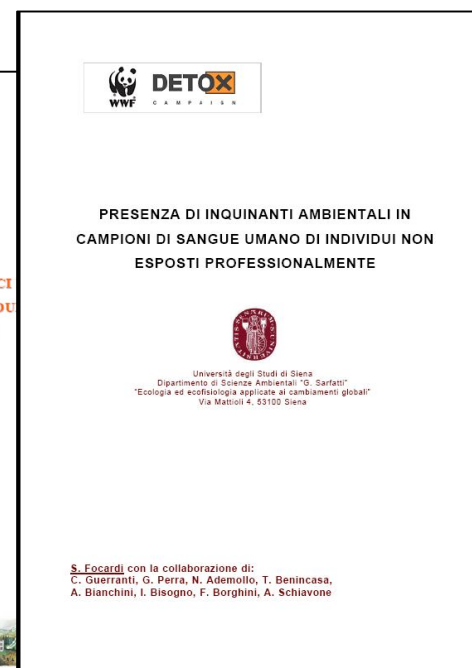 WWF
DETOX
CAMPAIGN
PRESENZA DI INQUINANTI AMBIENTALI IN
CAMPIONI DI SANGUE UMANO DI INDIVIDUI NON
ESPOSTI PROFESSIONALMENTE
Università degli Studi di Siena
Dipartimento di Scienze Ambientali "G. Sarfatti"
"Ecologia ed ecofisiologia applicate ai cambiamenti globali"
Via Mattioli 4, 53100 Siena
S. Focardi con la collaborazione di:
C. Guerranti, G. Perra, N. Ademollo, T. Benincasa,
A. Bianchini, I. Bisogno, F. Borghini, A. Schiavone